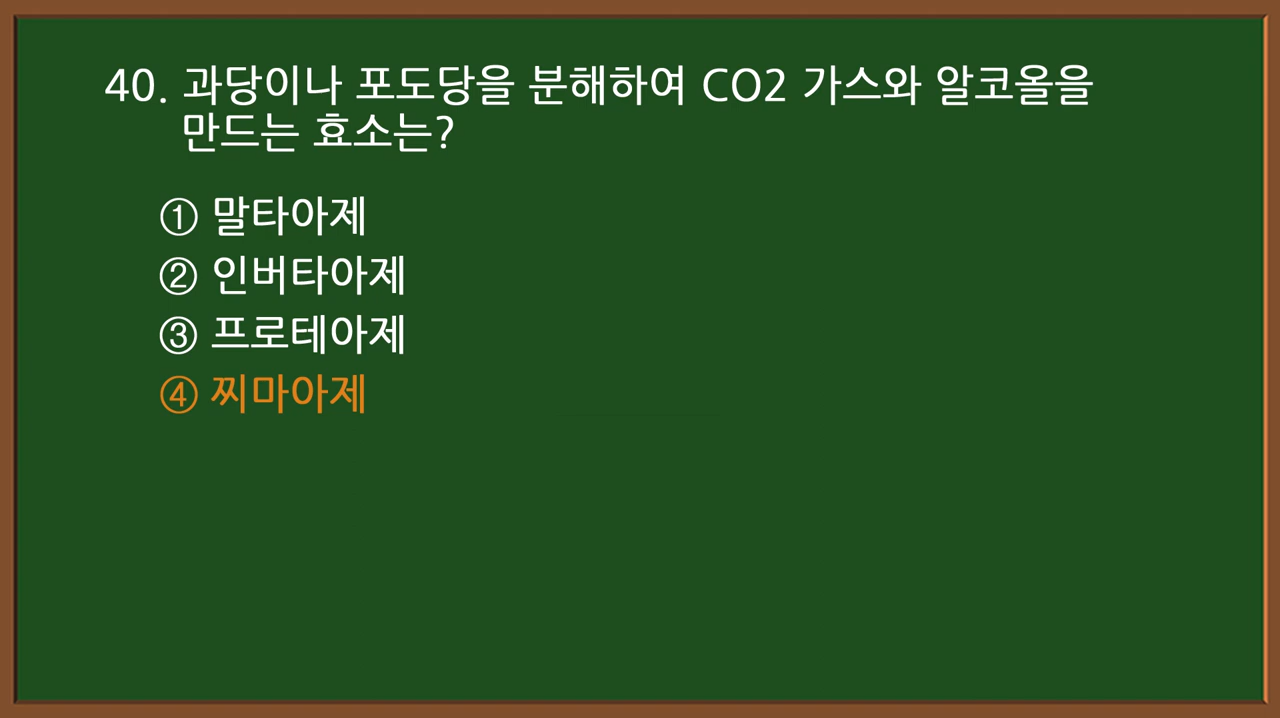 40. 과당이나 포도당을 분해하여 CO2 가스와 알코올을
만드는 효소는?
① 말타아제
② 인버타아제
③ 프로테아제
④ 찌마아제